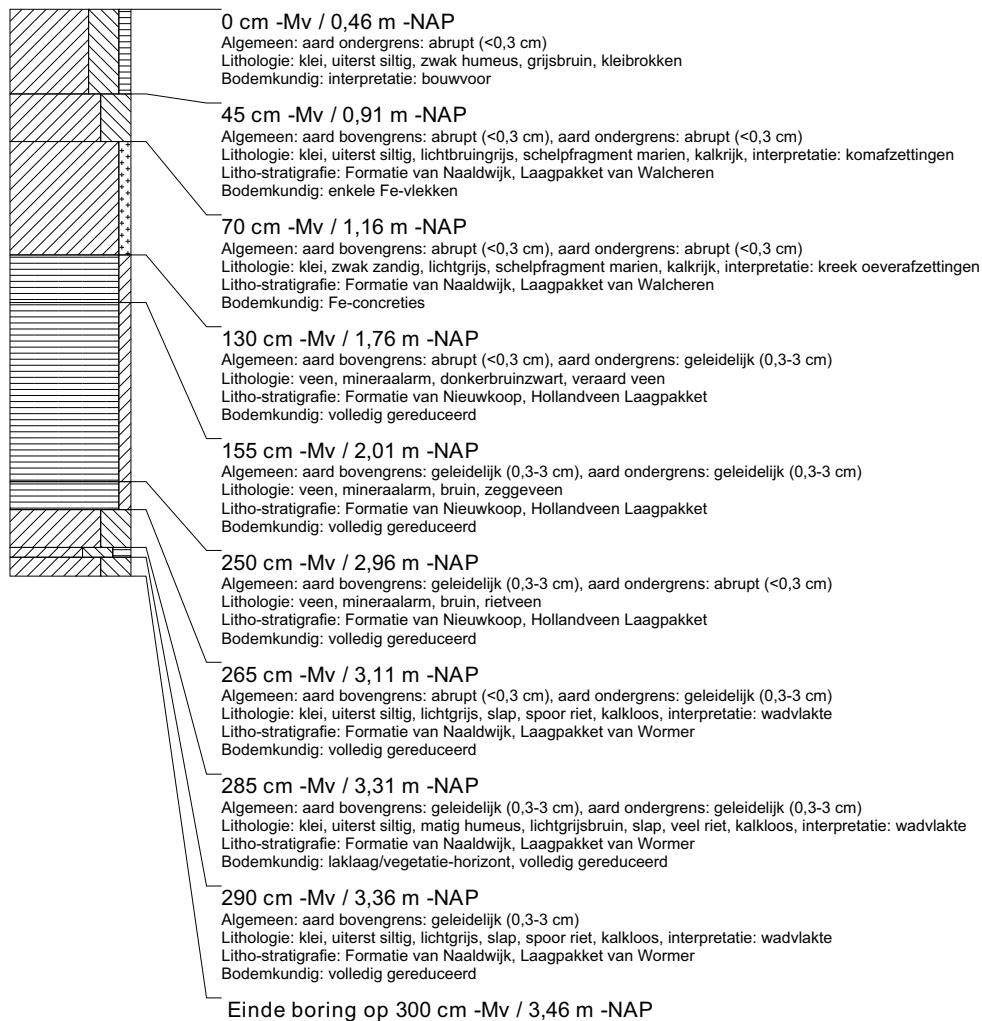 0 cm -Mv / 0,46 m -NAP
Algemeen: aard ondergrens: abrupt (<0,3 cm)
Lithologie: klei, uiterst siltig, zwak humeus, grijsbruin, kleibrokken
Bodemkundig: interpretatie: bouwvoor
45 cm -Mv / 0,91 m -NAP
Algemeen: aard bovengrens: abrupt (<0,3 cm), aard ondergrens: abrupt (<0,3 cm)
Lithologie: klei, uiterst siltig, lichtbruingrijs, schelpfragment marien, kalkrijk, interpretatie: komafzettingen
Litho-stratigrafie: Formatie van Naaldwijk, Laagpakket van Walcheren
Bodemkundig: enkele Fe-vlekken
70 cm -Mv / 1,16 m -NAP
Algemeen: aard bovengrens: abrupt (<0,3 cm), aard ondergrens: abrupt (<0,3 cm)
Lithologie: klei, zwak zandig, lichtgrijs, schelpfragment marien, kalkrijk, interpretatie: kreek oeverafzettingen
Litho-stratigrafie: Formatie van Naaldwijk, Laagpakket van Walcheren
Bodemkundig: Fe-concreties
130 cm -Mv / 1,76 m -NAP
Algemeen: aard bovengrens: abrupt (<0,3 cm), aard ondergrens: geleidelijk (0,3-3 cm)
Lithologie: veen, mineraalarm, donkerbruinzwart, veraard veen
Litho-stratigrafie: Formatie van Nieuwkoop, Hollandveen Laagpakket
Bodemkundig: volledig gereduceerd
155 cm -Mv / 2,01 m -NAP
Algemeen: aard bovengrens: geleidelijk (0,3-3 cm), aard ondergrens: geleidelijk (0,3-3 cm)
Lithologie: veen, mineraalarm, bruin, zeggeveen
Litho-stratigrafie: Formatie van Nieuwkoop, Hollandveen Laagpakket
Bodemkundig: volledig gereduceerd
250 cm -Mv / 2,96 m -NAP
Algemeen: aard bovengrens: geleidelijk (0,3-3 cm), aard ondergrens: abrupt (<0,3 cm)
Lithologie: veen, mineraalarm, bruin, rietveen
Litho-stratigrafie: Formatie van Nieuwkoop, Hollandveen Laagpakket
Bodemkundig: volledig gereduceerd
265 cm -Mv / 3,11 m -NAP
Algemeen: aard bovengrens: abrupt (<0,3 cm), aard ondergrens: geleidelijk (0,3-3 cm)
Lithologie: klei, uiterst siltig, lichtgrijs, slap, spoor riet, kalkloos, interpretatie: wadvlakte
Litho-stratigrafie: Formatie van Naaldwijk, Laagpakket van Wormer
Bodemkundig: volledig gereduceerd
285 cm -Mv / 3,31 m -NAP
Algemeen: aard bovengrens: geleidelijk (0,3-3 cm), aard ondergrens: geleidelijk (0,3-3 cm)
Lithologie: klei, uiterst siltig, matig humeus, lichtgrijsbruin, slap, veel riet, kalkloos, interpretatie: wadvlakte
Litho-stratigrafie: Formatie van Naaldwijk, Laagpakket van Wormer
Bodemkundig: laklaag/vegetatie-horizont, volledig gereduceerd
290 cm -Mv / 3,36 m -NAP
Algemeen: aard bovengrens: geleidelijk (0,3-3 cm)
Lithologie: klei, uiterst siltig, lichtgrijs, slap, spoor riet, kalkloos, interpretatie: wadvlakte
Litho-stratigrafie: Formatie van Naaldwijk, Laagpakket van Wormer
Bodemkundig: volledig gereduceerd
Einde boring op 300 cm -Mv / 3,46 m -NAP